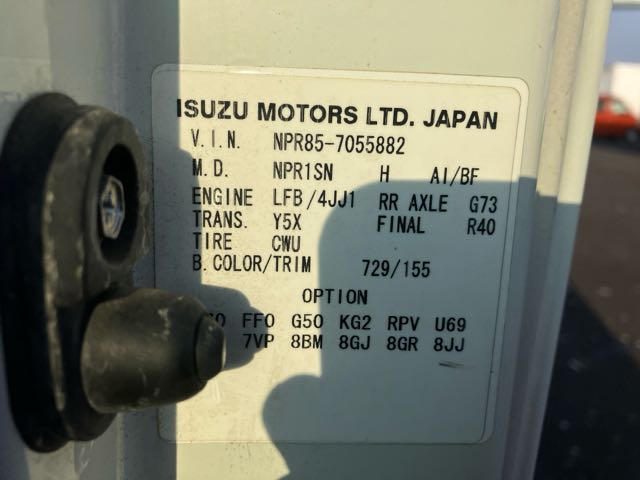 ISUZU MOTORS LTD. JAPAN
V.I.N. NPR85-7055882
M.D. NPR1SN H AI/BF
ENGINE LFB/4JJ1 RR AXLE G73
TRANS. Y5X FINAL R40
TIRE CWU
B.COLOR/TRIM 729/155
OPTION
FFO G50 KG2 RPV U69
7VP 8BM 8GJ 8GR 8JJ